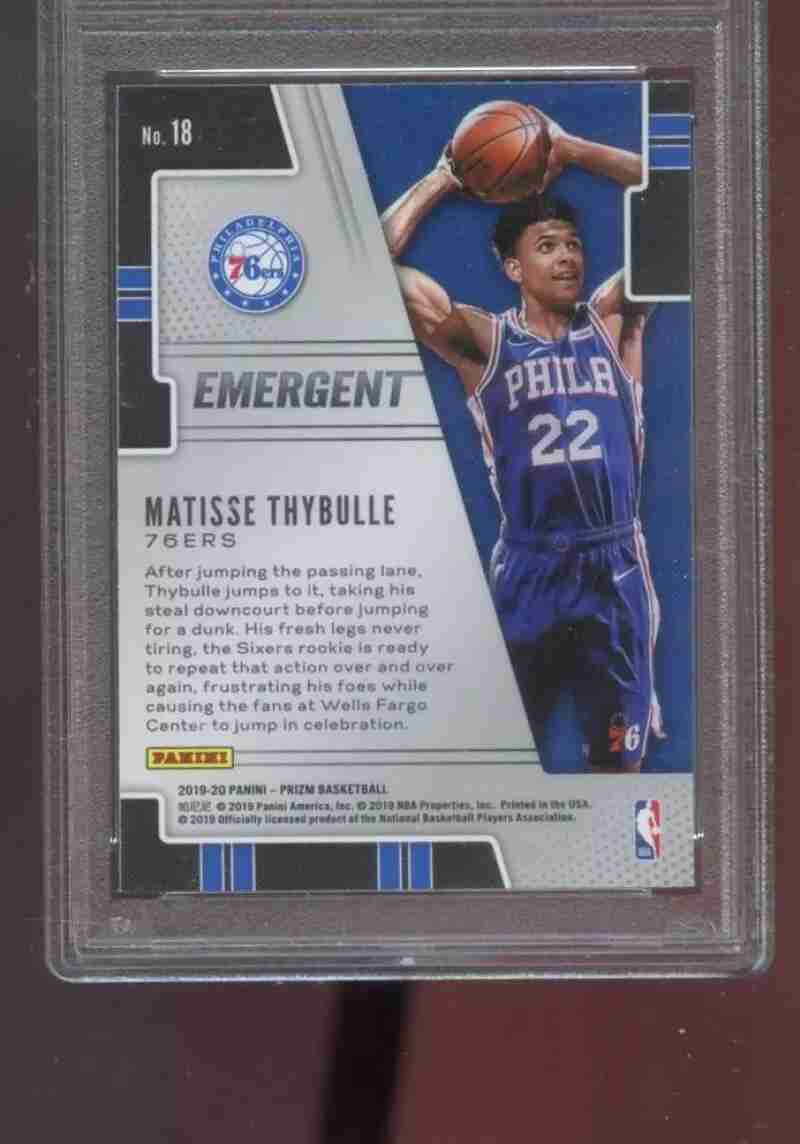 No. 18
PHILADELPHIA
76ers
EMERGENT
PHILA
22
MATISSE THYBULLE
76ERS
After jumping the passing lane,
Thybulle jumps to it, taking his
steal downcourt before jumping
for a dunk. His fresh legs never
tiring, the Sixers rookie is ready
to repeat that action over and over
again, frustrating his foes while
causing the fans at Wells Fargo
Center to jump in celebration.
76
PANINI
2019-20 PANINI – PRIZM BASKETBALL
帕尼尼 © 2019 Panini America, Inc. © 2019 NBA Properties, Inc. Printed in the USA.
© 2019 Officially licensed product of the National Basketball Players Association.